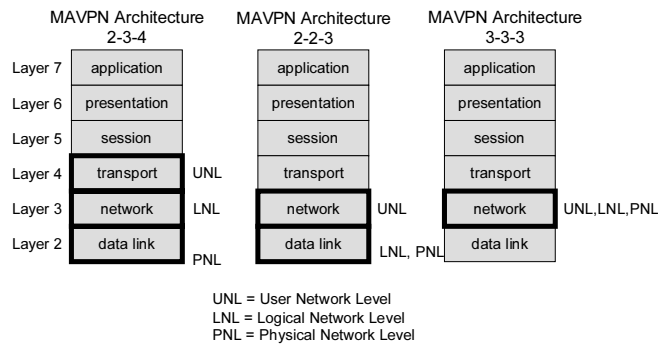 MAVPN Architecture MAVPN Architecture MAVPN Architecture
2-3-4 2-2-3 3-3-3
Layer 7 application application application
Layer 6 presentation presentation presentation
Layer 5 session session session
Layer 4 transport UNL transport transport
Layer 3 network LNL network UNL network UNL,LNL,PNL
Layer 2 data link PNL data link LNL, PNL data link
UNL = User Network Level
LNL = Logical Network Level
PNL = Physical Network Level